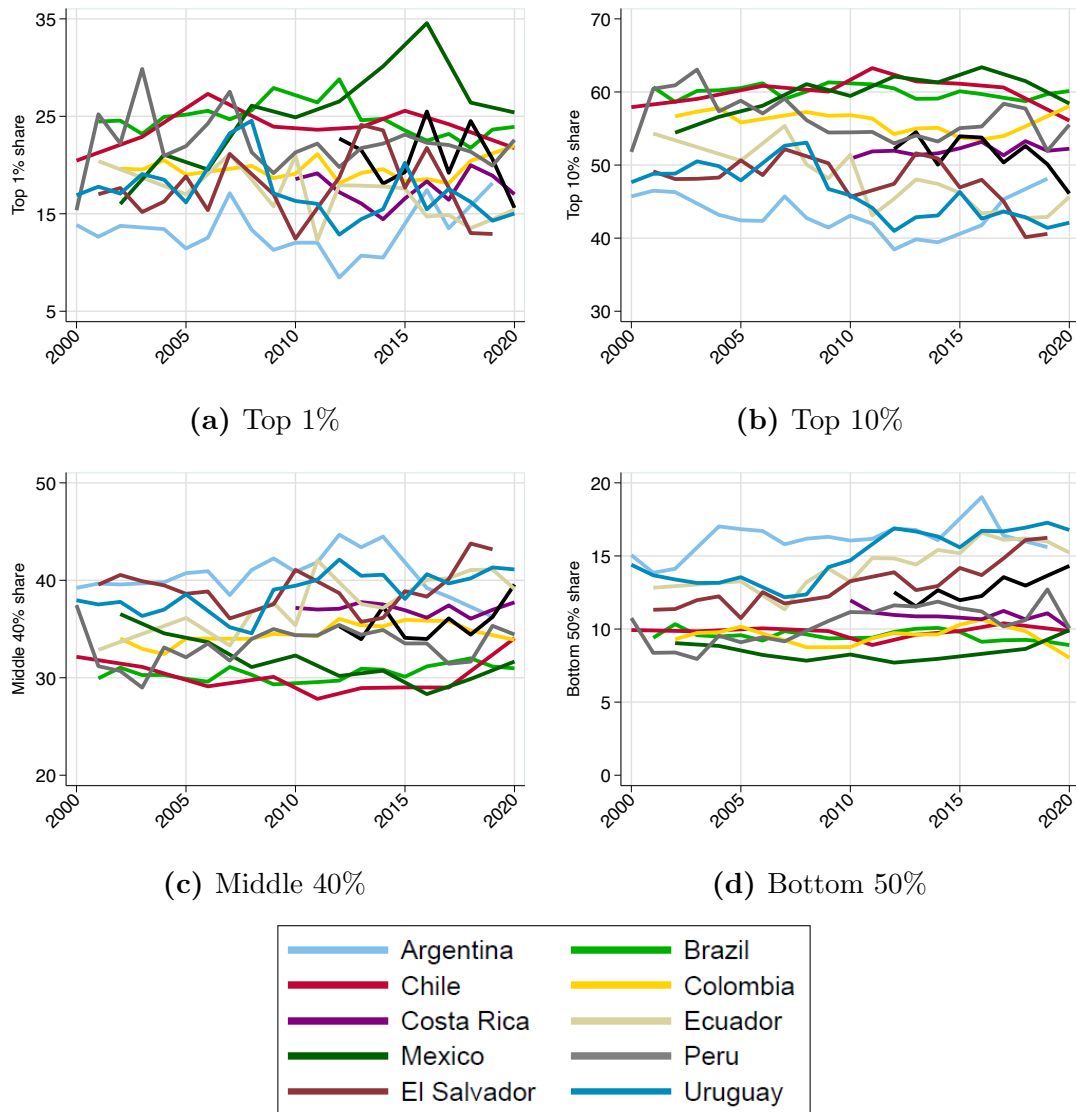 35
25
15
5
Top 1% share
2000
2005
2010
2015
2020
(a) Top 1%
70
60
50
40
30
Top 10% share
2000
2005
2010
2015
2020
(b) Top 10%
50
40
30
20
Middle 40% share
2000
2005
2010
2015
2020
(c) Middle 40%
20
15
10
5
0
Bottom 50% share
2000
2005
2010
2015
2020
(d) Bottom 50%
Argentina Brazil
Chile Colombia
Costa Rica Ecuador
Mexico Peru
El Salvador Uruguay